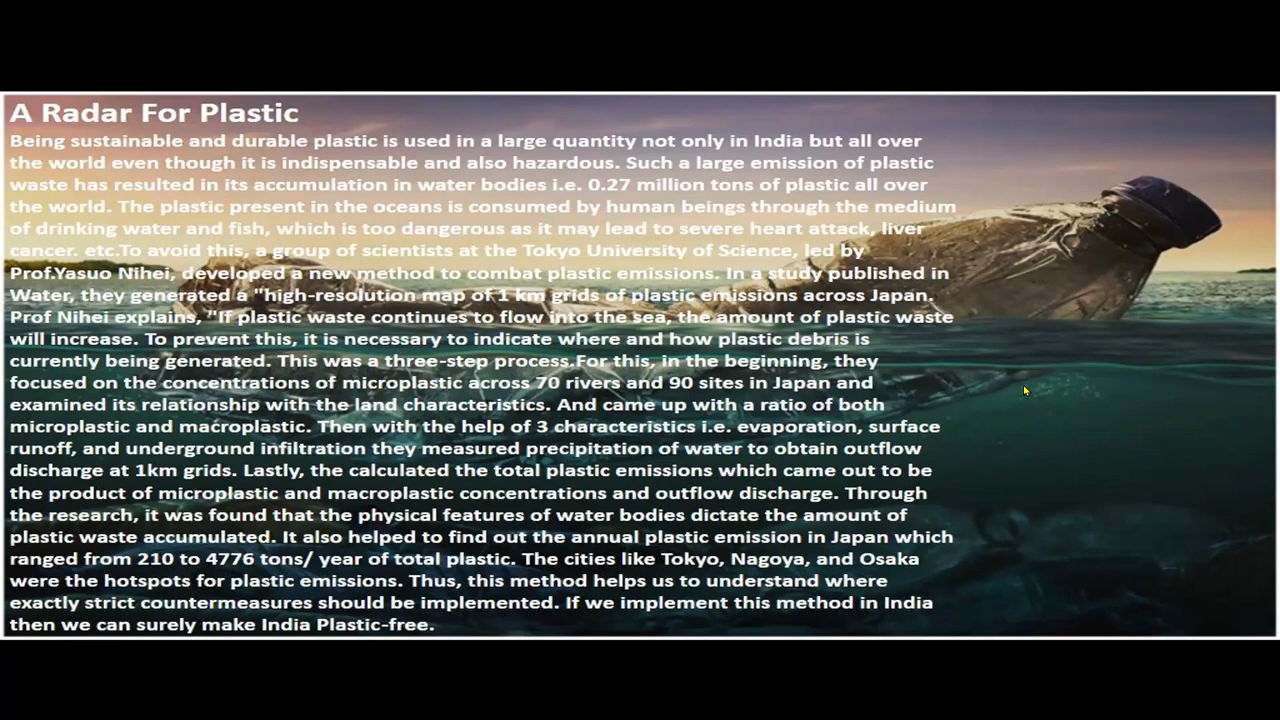 A Radar For Plastic
Being sustainable and durable plastic is used in a large quantity not only in India but all over
the world even though it is indispensable and also hazardous. Such a large emission of plastic
waste has resulted in its accumulation in water bodies i.e. 0.27 million tons of plastic all over
the world. The plastic present in the oceans is consumed by human beings through the medium
of drinking water and fish, which is too dangerous as it may lead to severe heart attack, liver
cancer. etc.To avoid this, a group of scientists at the Tokyo University of Science, led by
Prof.Yasuo Nihei, developed a new method to combat plastic emissions. In a study published in
Water, they generated a "high-resolution map of 1 km grids of plastic emissions across Japan.
Prof Nihei explains, "If plastic waste continues to flow into the sea, the amount of plastic waste
will increase. To prevent this, it is necessary to indicate where and how plastic debris is
currently being generated. This was a three-step process.For this, in the beginning, they
focused on the concentrations of microplastic across 70 rivers and 90 sites in Japan and
examined its relationship with the land characteristics. And came up with a ratio of both
microplastic and macroplastic. Then with the help of 3 characteristics i.e. evaporation, surface
runoff, and underground infiltration they measured precipitation of water to obtain outflow
discharge at 1km grids. Lastly, the calculated the total plastic emissions which came out to be
the product of microplastic and macroplastic concentrations and outflow discharge. Through
the research, it was found that the physical features of water bodies dictate the amount of
plastic waste accumulated. It also helped to find out the annual plastic emission in Japan which
ranged from 210 to 4776 tons/ year of total plastic. The cities like Tokyo, Nagoya, and Osaka
were the hotspots for plastic emissions. Thus, this method helps us to understand where
exactly strict countermeasures should be implemented. If we implement this method in India
then we can surely make India Plastic-free.